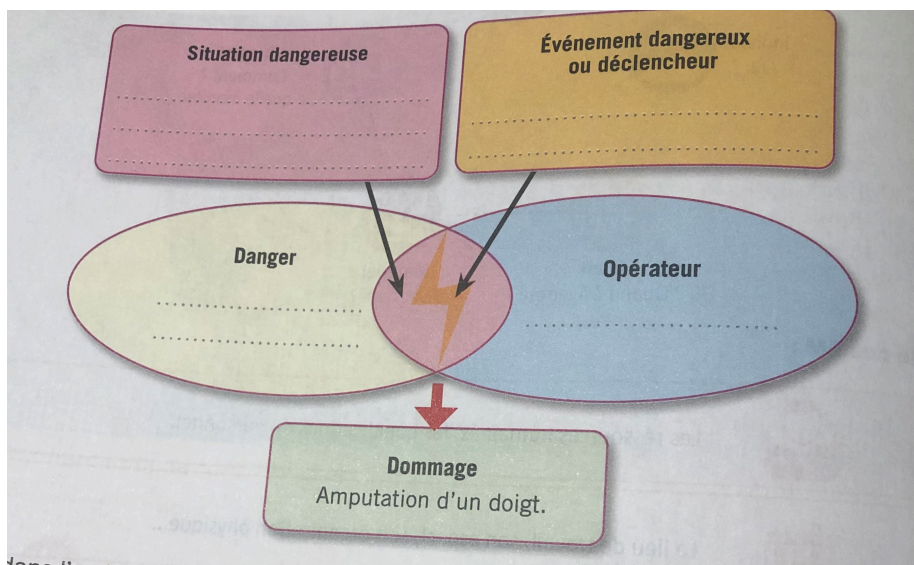 Situation dangereuse
Événement dangereux
ou déclencheur
Danger
Opérateur
Dommage
Amputation d'un doigt.